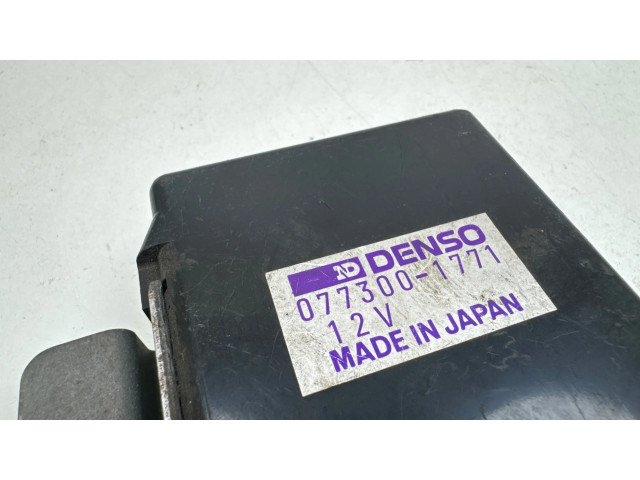 ND DENSO
077300-1771
12V
MADE IN JAPAN